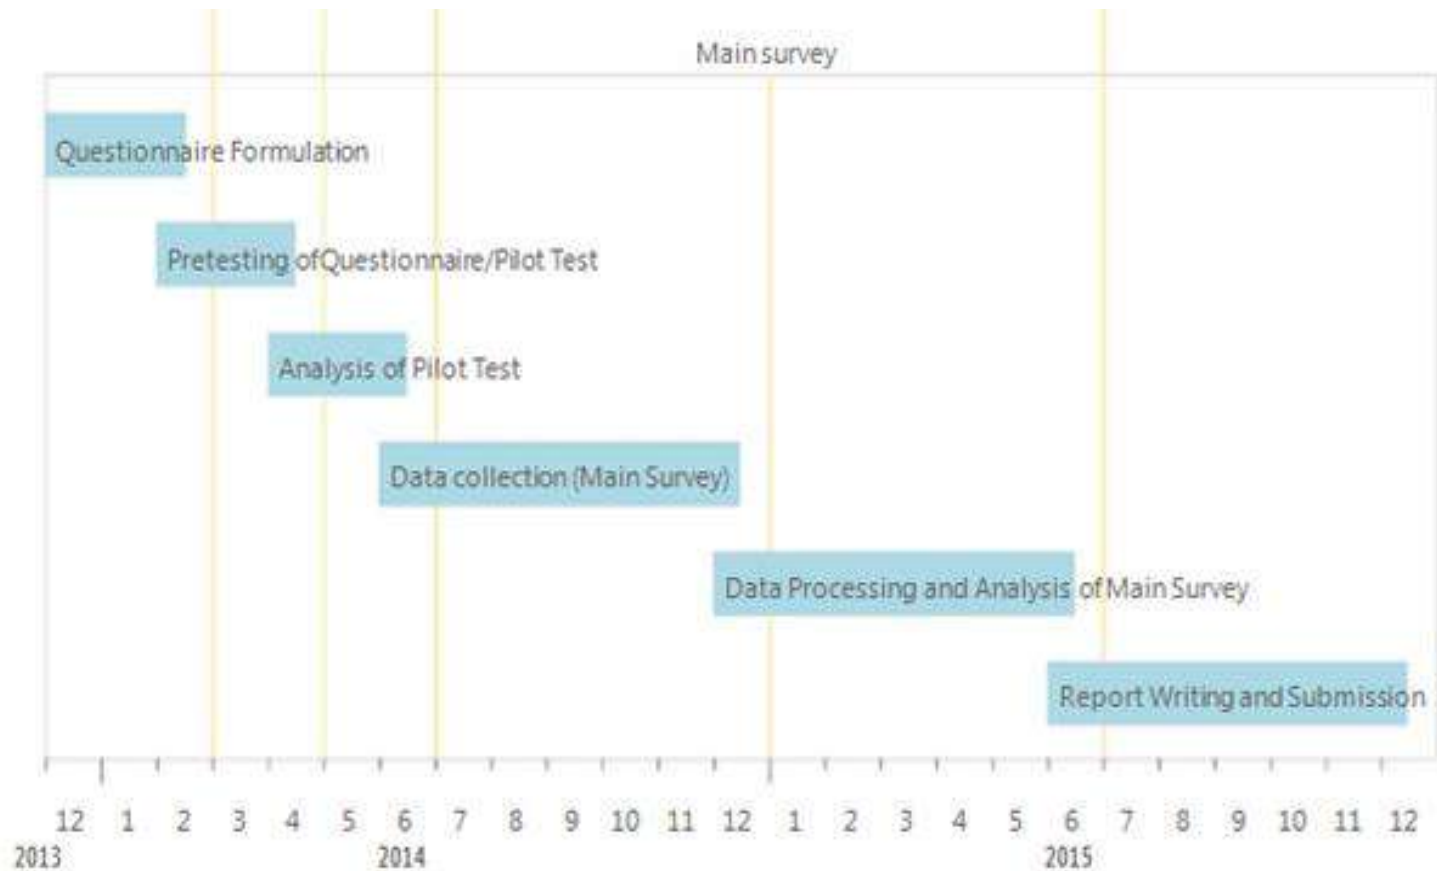 Main survey
Questionnaire Formulation
Pretesting of Questionnaire/Pilot Test
Analysis of Pilot Test
Data collection (Main Survey)
Data Processing and Analysis of Main Survey
Report Writing and Submission
12 1 2 3 4 5 6 7 8 9 10 11 12 1 2 3 4 5 6 7 8 9 10 11 12
2013 2014 2015